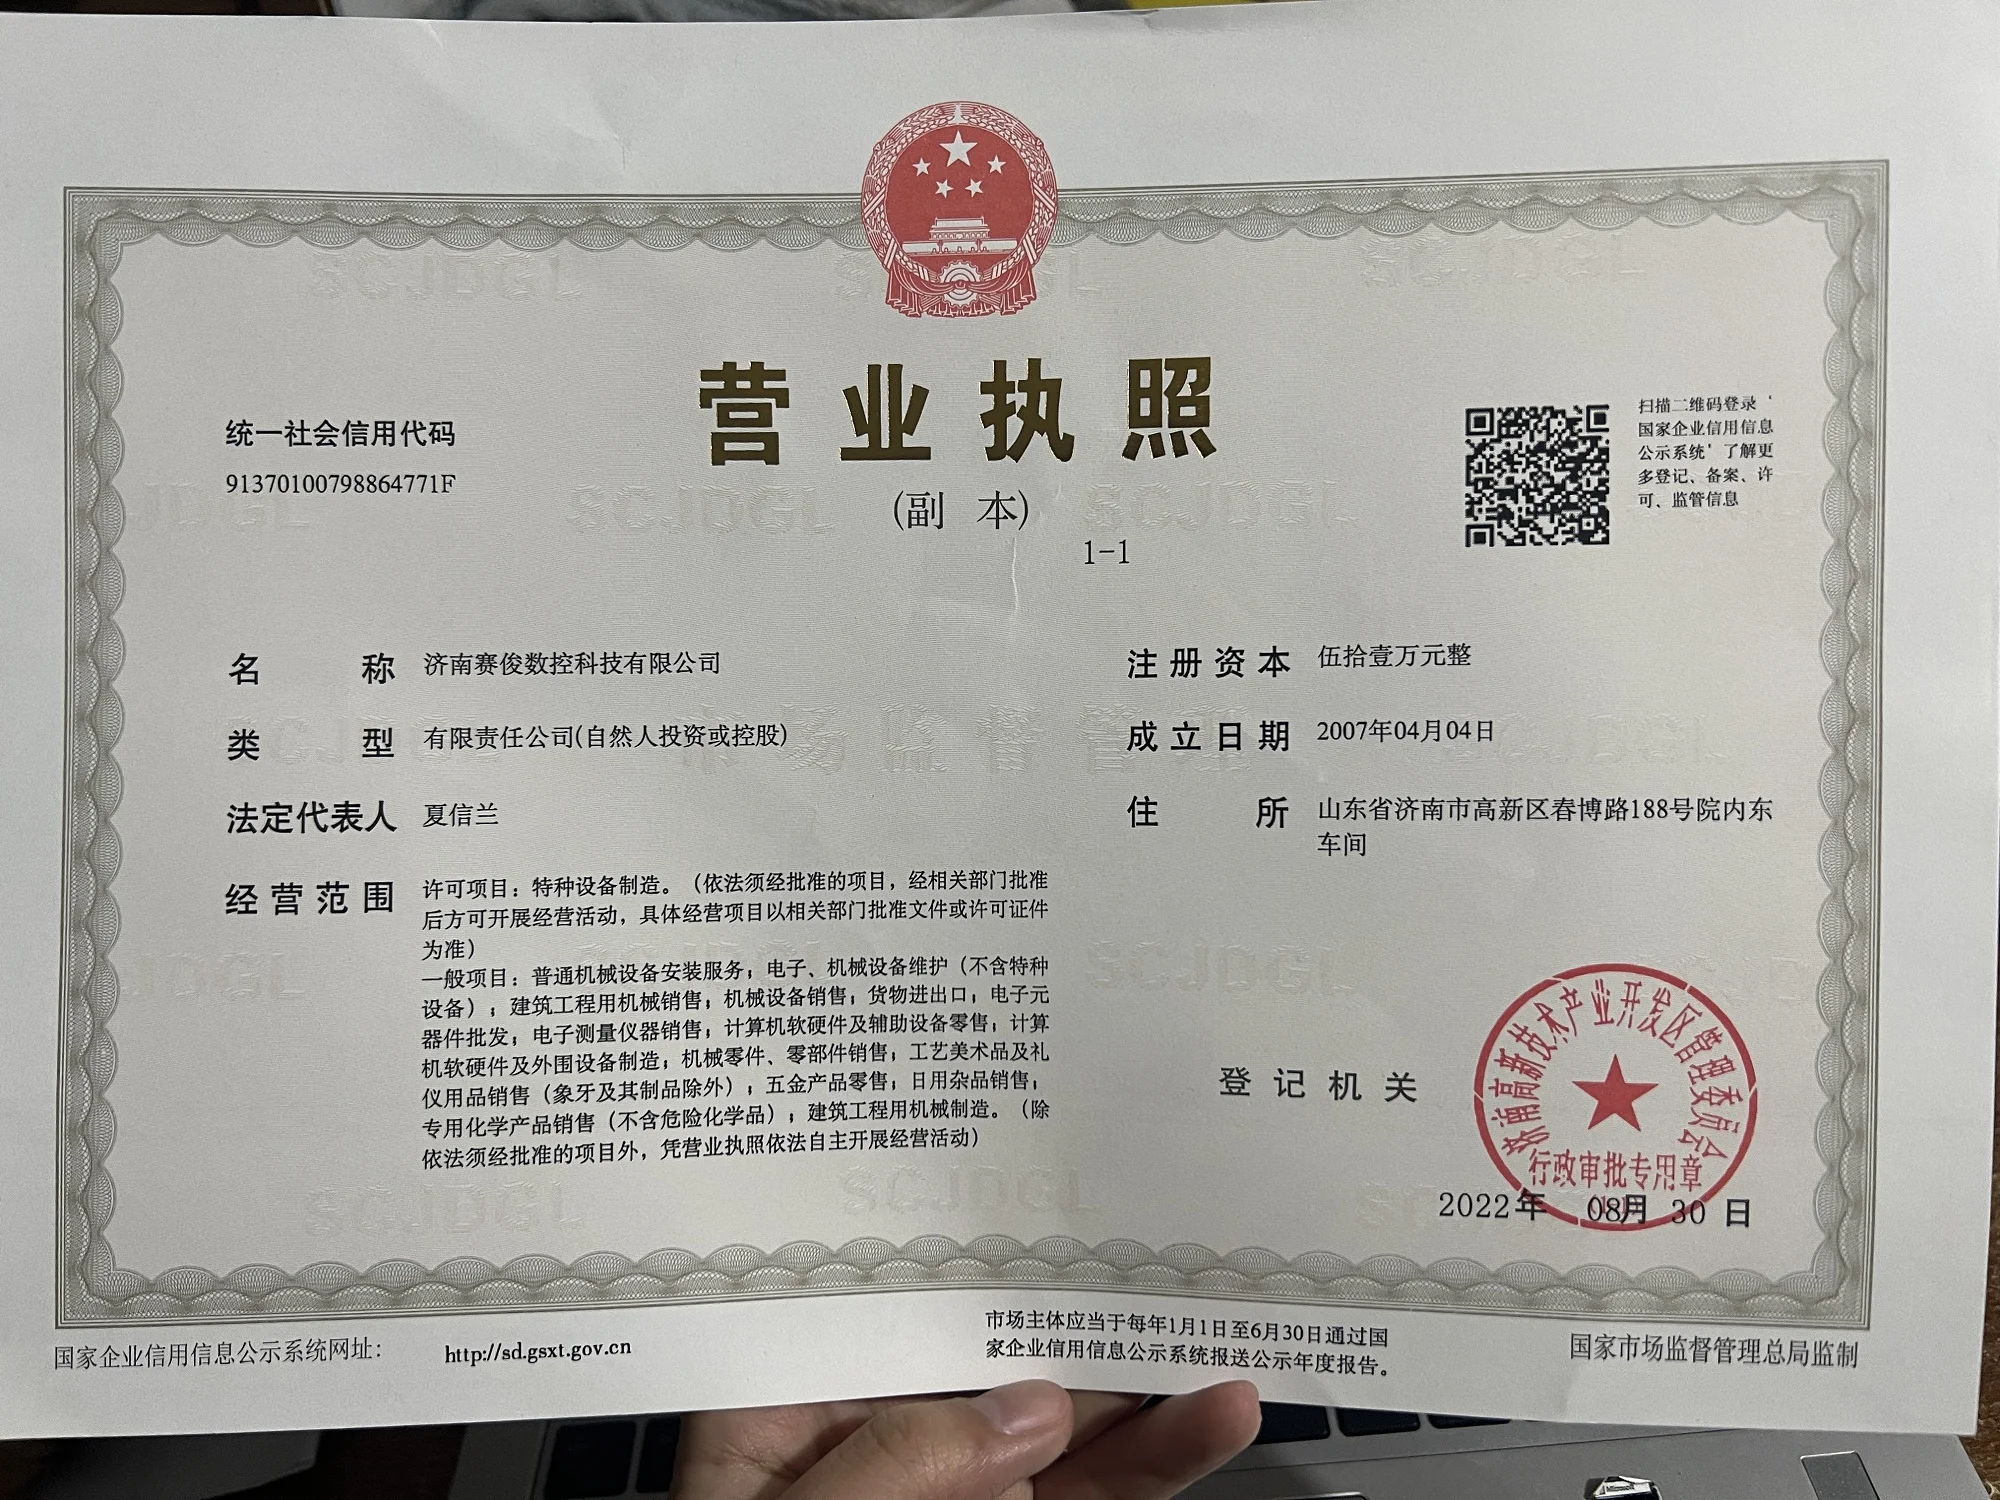 营业执照
(副 本)
1-1
统一社会信用代码
91370100798864771F
扫描二维码登录‘
国家企业信用信息
公示系统’了解更
多登记、备案、许
可、监管信息
名称 济南赛俊数控科技有限公司
类型 有限责任公司(自然人投资或控股)
法定代表人 夏信兰
经营范围 许可项目：特种设备制造。（依法须经批准的项目，经相关部门批准
后方可开展经营活动，具体经营项目以相关部门批准文件或许可证件
为准）
一般项目：普通机械设备安装服务；电子、机械设备维护（不含特种
设备）；建筑工程用机械销售；机械设备销售；货物进出口；电子元
器件批发；电子测量仪器销售；计算机软硬件及辅助设备零售；计算
机软硬件及外围设备制造；机械零件、零部件销售；工艺美术品及礼
仪用品销售（象牙及其制品除外）；五金产品零售；日用杂品销售；
专用化学产品销售（不含危险化学品）；建筑工程用机械制造。（除
依法须经批准的项目外，凭营业执照依法自主开展经营活动）
注册资本 伍拾壹万元整
成立日期 2007年04月04日
住所 山东省济南市高新区春博路188号院内东
车间
登记机关
济南高新技术产业开发区管理委员会
行政审批专用章
2022年 08月 30 日
国家企业信用信息公示系统网址： http://sd.gsxt.gov.cn
市场主体应当于每年1月1日至6月30日通过国
家企业信用信息公示系统报送公示年度报告。
国家市场监督管理总局监制
SCJDGL
市场监督管理
Microsoft